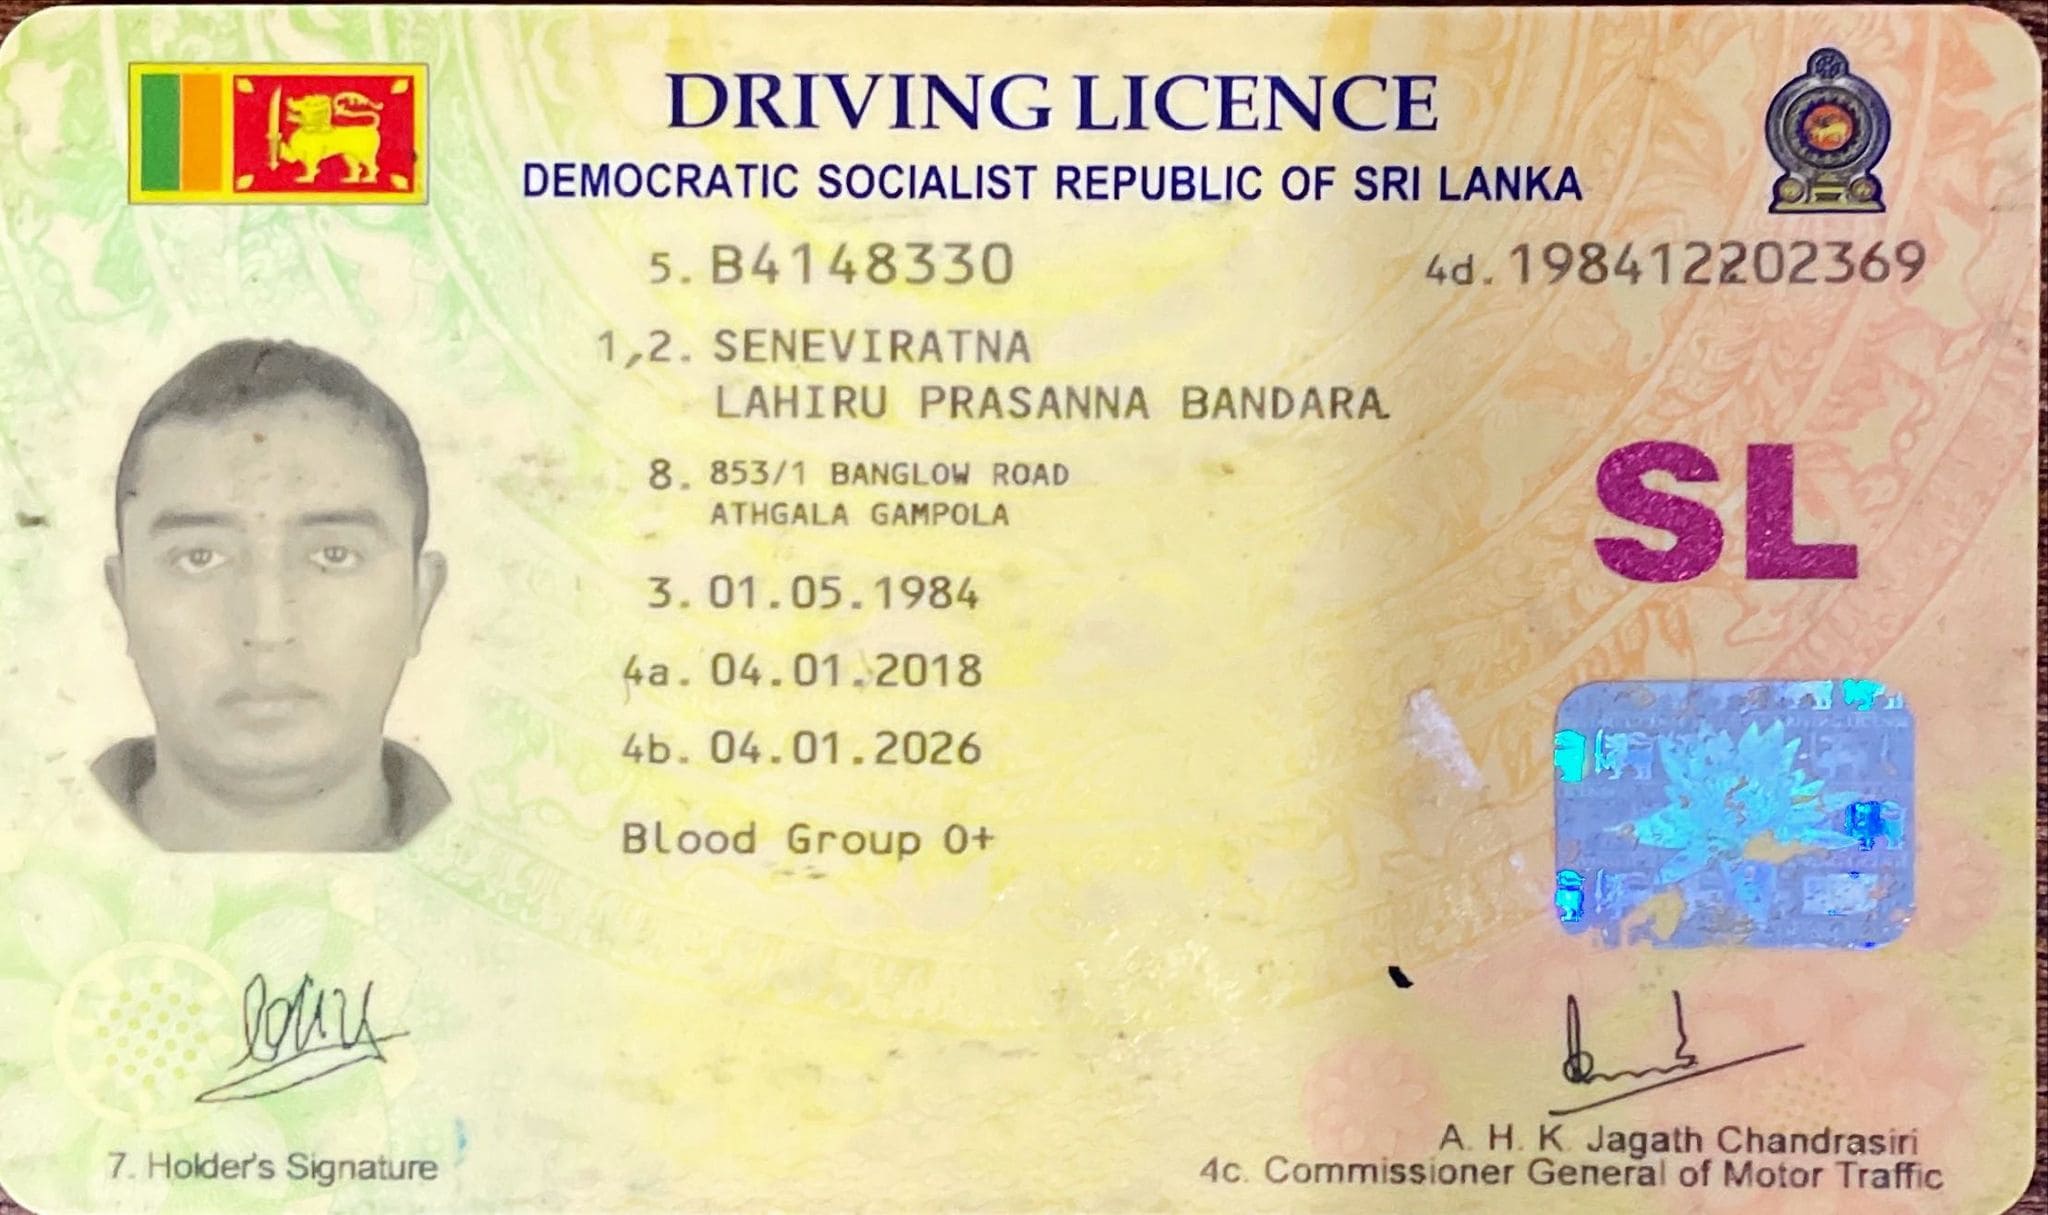 DRIVING LICENCE
DEMOCRATIC SOCIALIST REPUBLIC OF SRI LANKA
5. B4148330 4d. 198412202369
1,2. SENEVIRATNA
LAHIRU PRASANNA BANDARA
8. 853/1 BANGLOW ROAD
ATHGALA GAMPOLA
SL
3. 01.05.1984
4a. 04.01.2018
4b. 04.01.2026
Blood Group O+
7. Holder's Signature
A. H. K. Jagath Chandrasiri
4c. Commissioner General of Motor Traffic